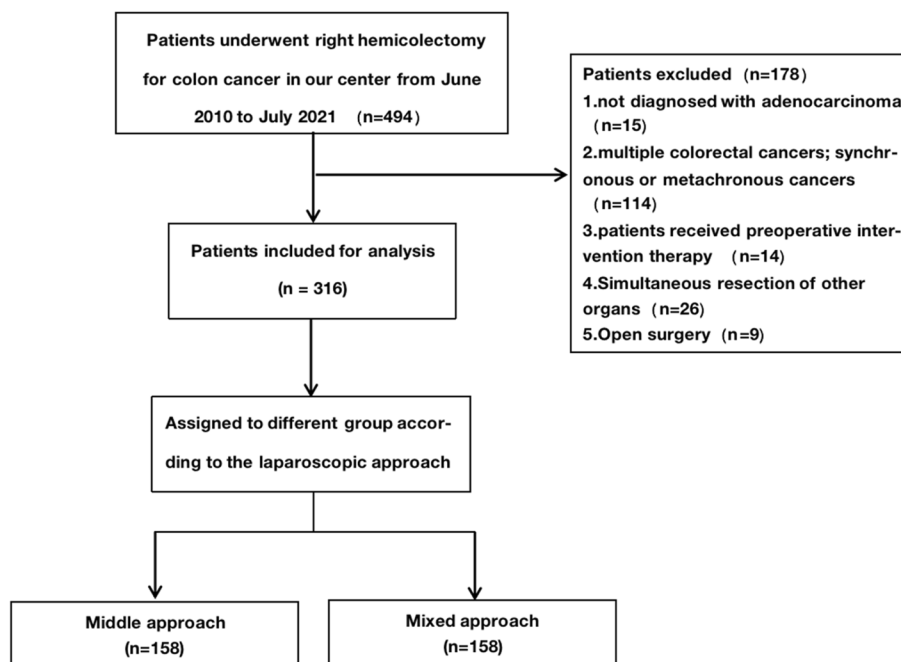 Patients underwent right hemicolectomy
for colon cancer in our center from June
2010 to July 2021 (n=494)
Patients excluded (n=178)
1.not diagnosed with adenocarcinoma
(n=15)
2.multiple colorectal cancers; synchr-
onous or metachronous cancers
(n=114)
3.patients received preoperative inter-
vention therapy (n=14)
4.Simultaneous resection of other
organs (n=26)
5.Open surgery (n=9)
Patients included for analysis
(n = 316)
Assigned to different group accor-
ding to the laparoscopic approach
Middle approach
(n=158)
Mixed approach
(n=158)